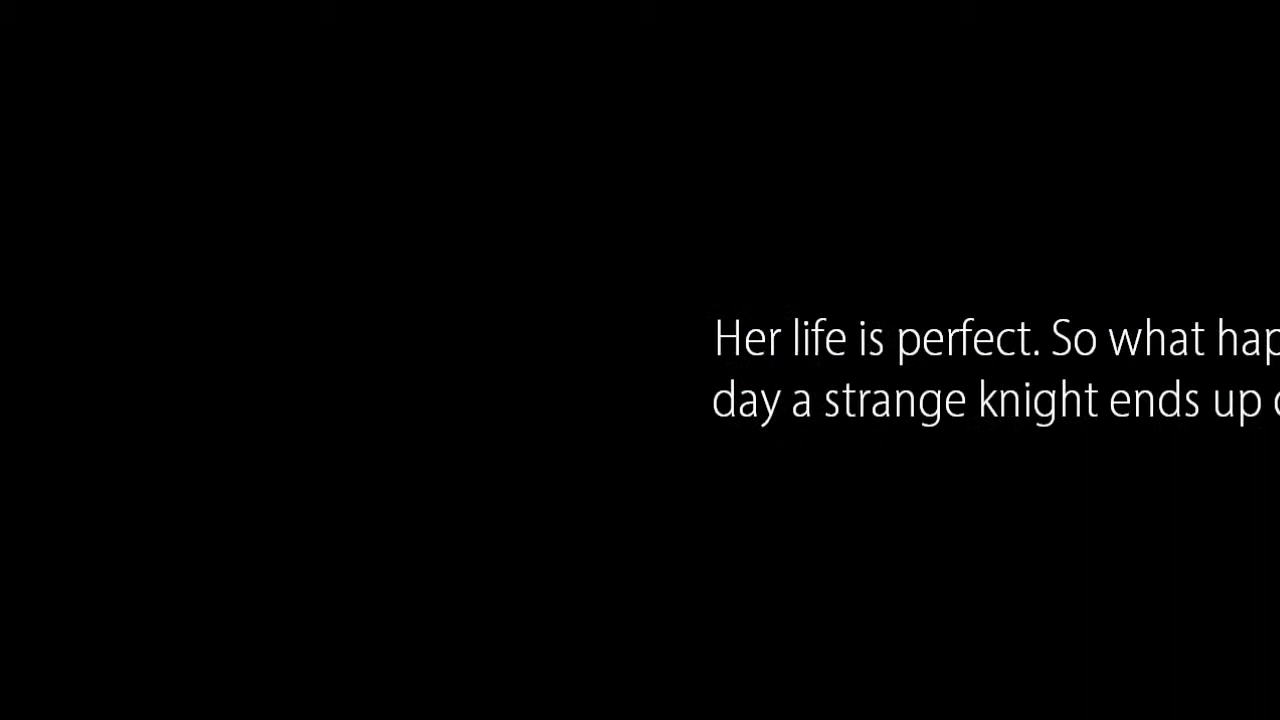 Her life is perfect. So what hap
day a strange knight ends up